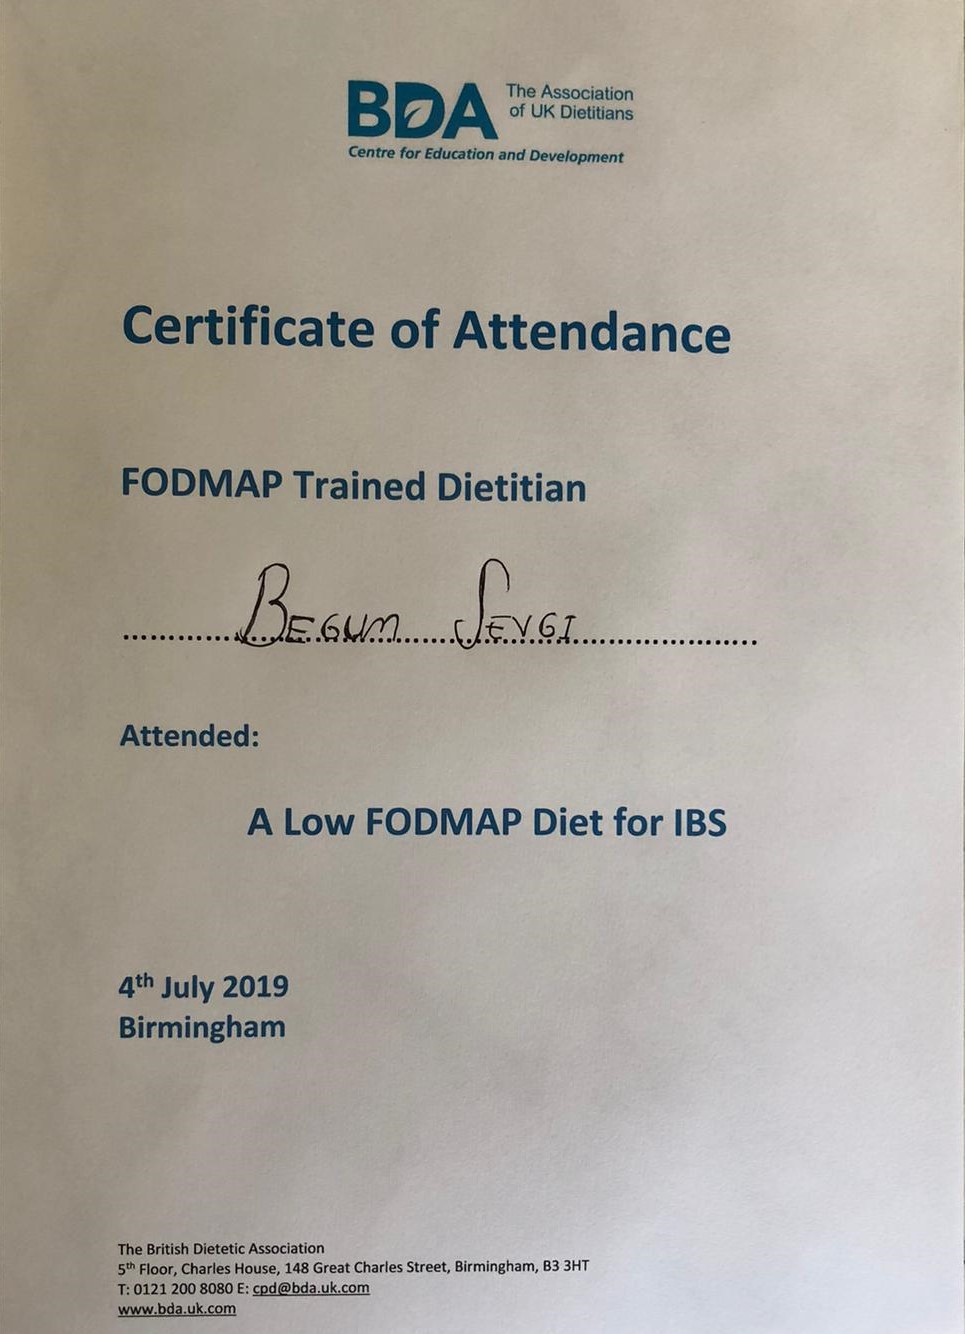 BDA
The Association
of UK Dietitians
Centre for Education and Development
Certificate of Attendance
FODMAP Trained Dietitian
BEGUM SEVGI
Attended:
A Low FODMAP Diet for IBS
4th July 2019
Birmingham
The British Dietetic Association
5th Floor, Charles House, 148 Great Charles Street, Birmingham, B3 3HT
T: 0121 200 8080 E: cpd@bda.uk.com
www.bda.uk.com